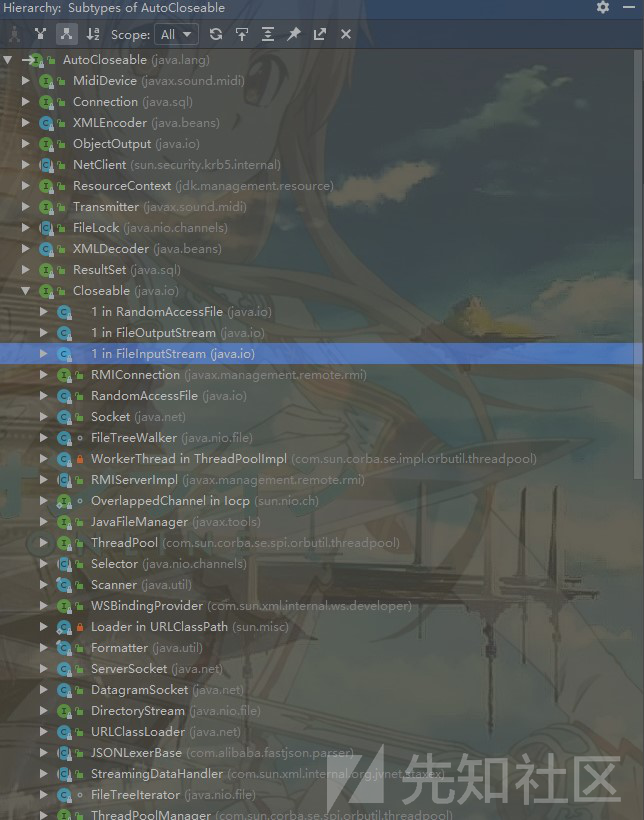 Hierarchy: Subtypes of AutoCloseable
Scope: All
AutoCloseable (java.lang)
MidiDevice (javax.sound.midi)
Connection (java.sql)
XMLEncoder (java.beans)
ObjectOutput (java.io)
NetClient (sun.security.krb5.internal)
ResourceContext (jdk.management.resource)
Transmitter (javax.sound.midi)
FileLock (java.nio.channels)
XMLDecoder (java.beans)
ResultSet (java.sql)
Closeable (java.io)
1 in RandomAccessFile (java.io)
1 in FileOutputStream (java.io)
1 in FileInputStream (java.io)
RMIConnection (javax.management.remote.rmi)
RandomAccessFile (java.io)
Socket (java.net)
FileTreeWalker (java.nio.file)
WorkerThread in ThreadPoolImpl (com.sun.corba.se.impl.orbutil.threadpool)
RMIServerImpl (javax.management.remote.rmi)
OverlappedChannel in Iocp (sun.nio.ch)
JavaFileManager (javax.tools)
ThreadPool (com.sun.corba.se.spi.orbutil.threadpool)
Selector (java.nio.channels)
Scanner (java.util)
WSBindingProvider (com.sun.xml.internal.ws.developer)
Loader in URLClassPath (sun.misc)
Formatter (java.util)
ServerSocket (java.net)
DatagramSocket (java.net)
DirectoryStream (java.nio.file)
URLClassLoader (java.net)
JSONLexerBase (com.alibaba.fastjson.parser)
StreamingDataHandler (com.sun.xml.internal.org.jvnet.staxex)
FileTreeIterator (java.nio.file)
ThreadPoolManager (com.sun.corba.se.spi.orbutil.threadpool)
先知社区